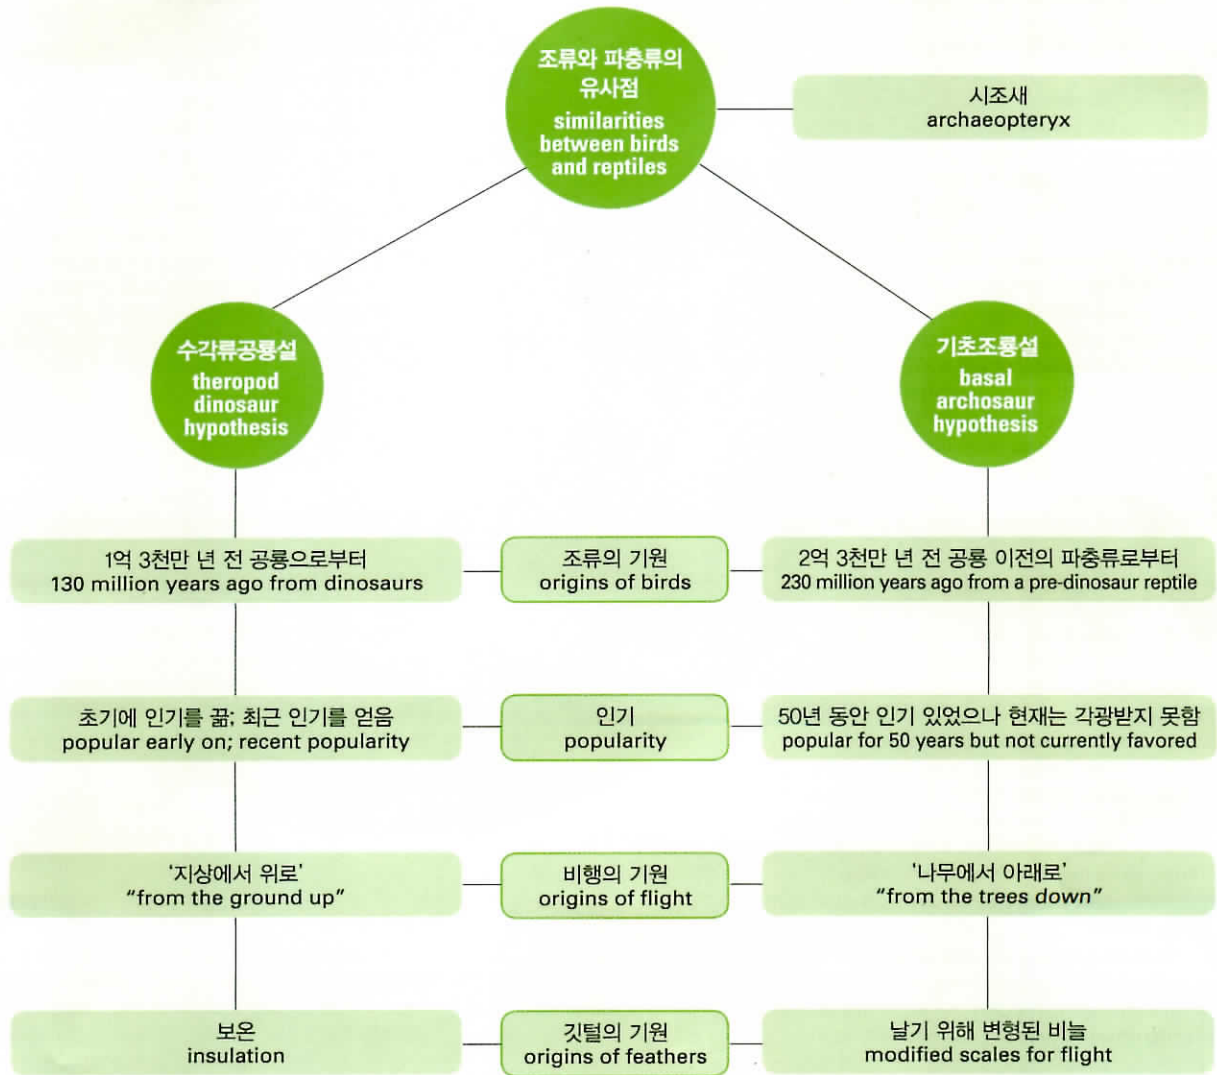 조류와 파충류의
유사점
similarities
between birds
and reptiles
시조새
archaeopteryx
수각류공룡설
theropod
dinosaur
hypothesis
기초조룡설
basal
archosaur
hypothesis
1억 3천만 년 전 공룡으로부터
130 million years ago from dinosaurs
조류의 기원
origins of birds
2억 3천만 년 전 공룡 이전의 파충류로부터
230 million years ago from a pre-dinosaur reptile
초기에 인기를 끎; 최근 인기를 얻음
popular early on; recent popularity
인기
popularity
50년 동안 인기 있었으나 현재는 각광받지 못함
popular for 50 years but not currently favored
‘지상에서 위로’
“from the ground up”
비행의 기원
origins of flight
‘나무에서 아래로’
“from the trees down”
보온
insulation
깃털의 기원
origins of feathers
날기 위해 변형된 비늘
modified scales for flight